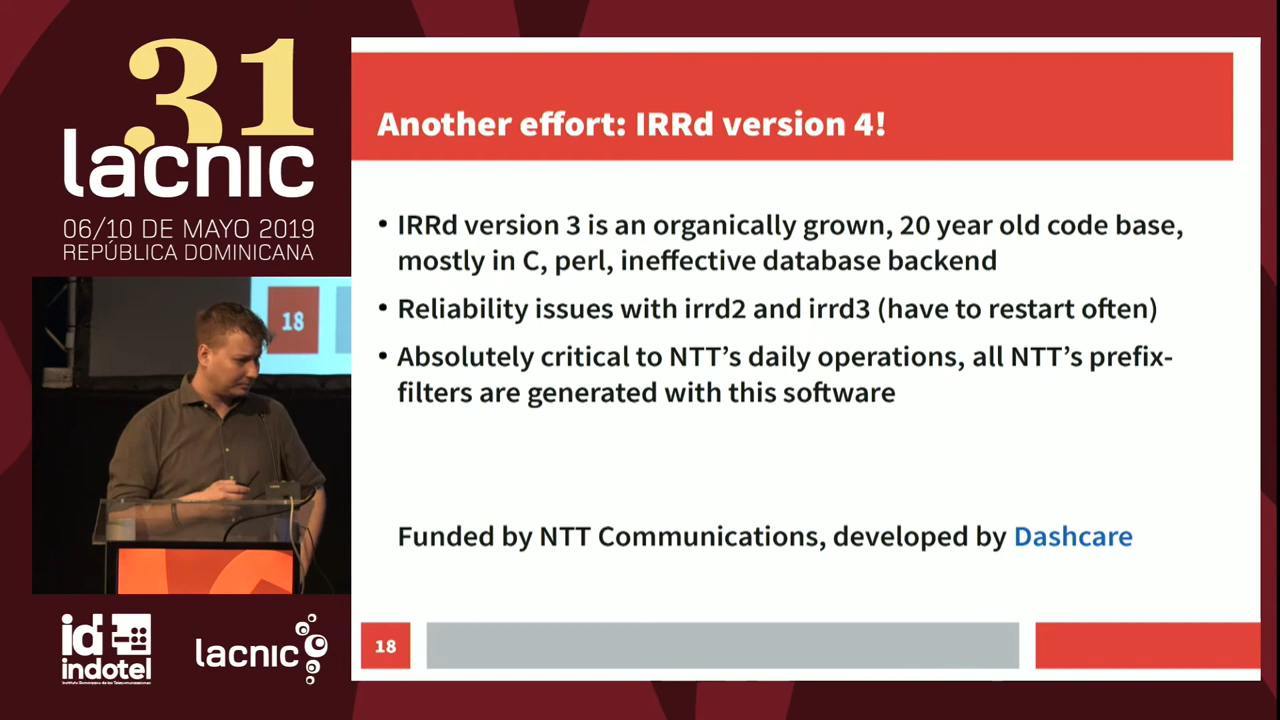 31
lacnic
06/10 DE MAYO 2019
REPÚBLICA DOMINICANA
18
id
indotel
lacnic
Another effort: IRRd version 4!
• IRRd version 3 is an organically grown, 20 year old code base,
mostly in C, perl, ineffective database backend
• Reliability issues with irrd2 and irrd3 (have to restart often)
• Absolutely critical to NTT's daily operations, all NTT's prefix-
filters are generated with this software
Funded by NTT Communications, developed by Dashcare
18